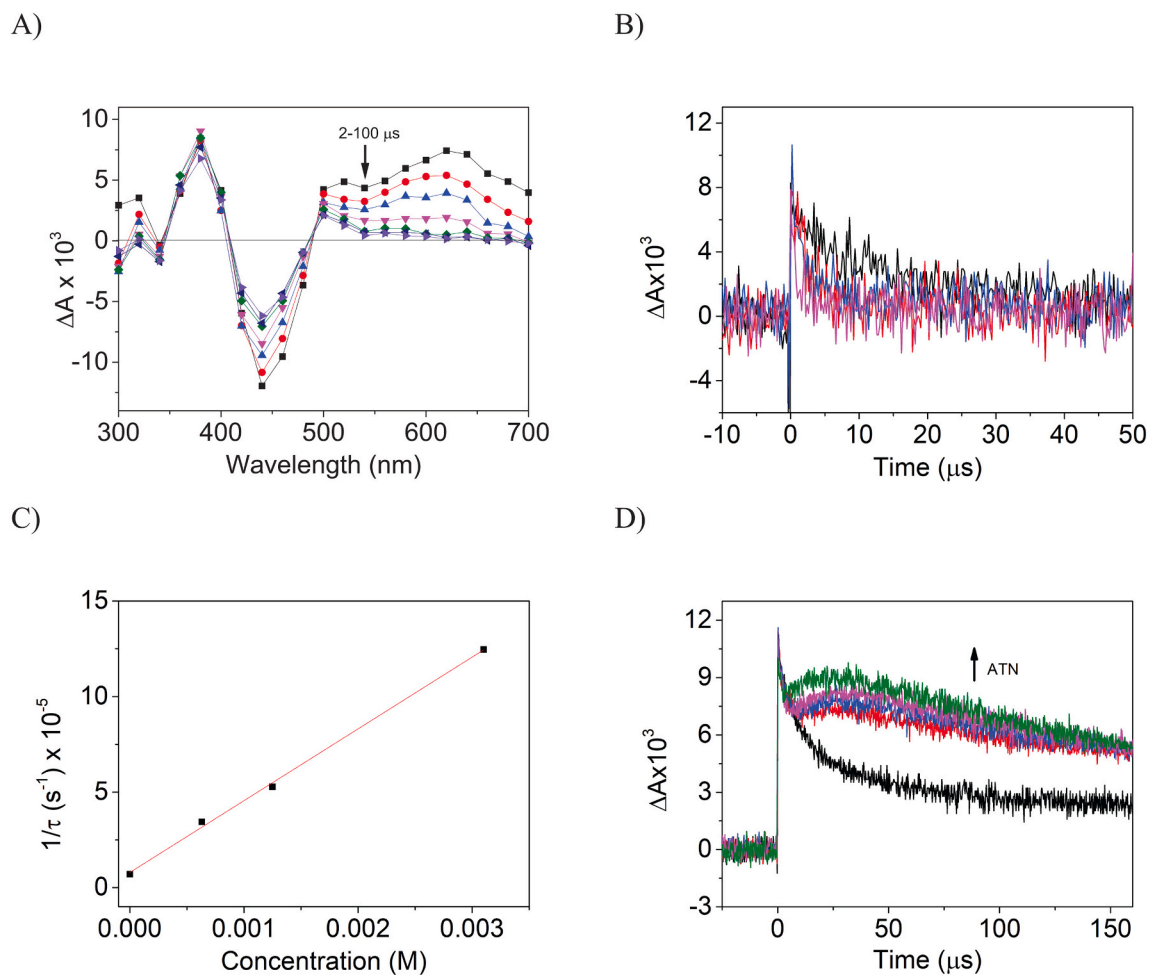 A)
B)
10
5
0
-5
-10
ΔA x 10³
2-100 μs
300 400 500 600 700
Wavelength (nm)
12
8
4
0
-4
ΔAx10³
-10 0 10 20 30 40 50
Time (μs)
C)
D)
15
10
5
0
1/τ (s⁻¹) x 10⁻⁵
0.000 0.001 0.002 0.003
Concentration (M)
12
9
6
3
0
-3
ΔAx10³
ATN
0 50 100 150
Time (μs)